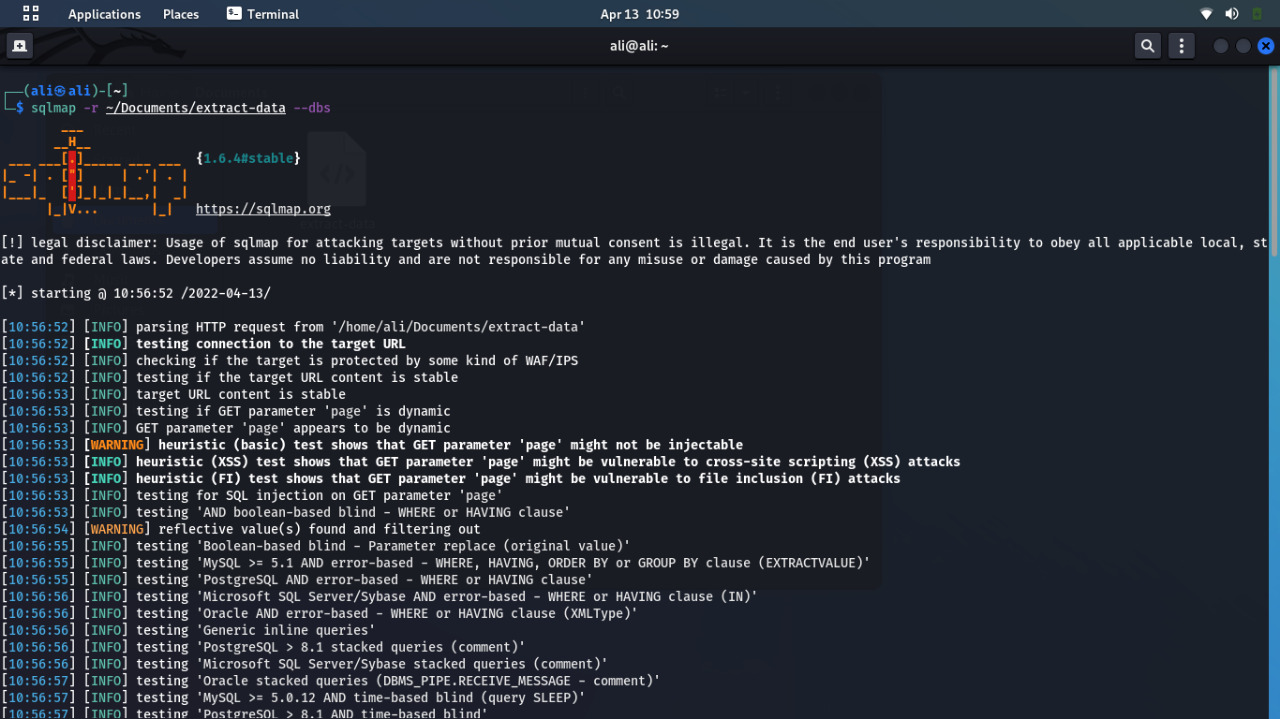 Applications Places Terminal Apr 13 10:59
ali@ali: ~
┌──(ali㉿ali)-[~]
└─$ sqlmap -r ~/Documents/extract-data --dbs
        ___
       __H__
 ___ ___[.]_____ ___ ___  {1.6.4#stable}
|_ -| . ["]     | .'| . |
|___|_  [']_|_|_|__,|  _|
      |_|V...       |_|   https://sqlmap.org
[!] legal disclaimer: Usage of sqlmap for attacking targets without prior mutual consent is illegal. It is the end user's responsibility to obey all applicable local, st
ate and federal laws. Developers assume no liability and are not responsible for any misuse or damage caused by this program
[*] starting @ 10:56:52 /2022-04-13/
[10:56:52] [INFO] parsing HTTP request from '/home/ali/Documents/extract-data'
[10:56:52] [INFO] testing connection to the target URL
[10:56:52] [INFO] checking if the target is protected by some kind of WAF/IPS
[10:56:52] [INFO] testing if the target URL content is stable
[10:56:53] [INFO] target URL content is stable
[10:56:53] [INFO] testing if GET parameter 'page' is dynamic
[10:56:53] [INFO] GET parameter 'page' appears to be dynamic
[10:56:53] [WARNING] heuristic (basic) test shows that GET parameter 'page' might not be injectable
[10:56:53] [INFO] heuristic (XSS) test shows that GET parameter 'page' might be vulnerable to cross-site scripting (XSS) attacks
[10:56:53] [INFO] heuristic (FI) test shows that GET parameter 'page' might be vulnerable to file inclusion (FI) attacks
[10:56:53] [INFO] testing for SQL injection on GET parameter 'page'
[10:56:53] [INFO] testing 'AND boolean-based blind - WHERE or HAVING clause'
[10:56:54] [WARNING] reflective value(s) found and filtering out
[10:56:55] [INFO] testing 'Boolean-based blind - Parameter replace (original value)'
[10:56:55] [INFO] testing 'MySQL >= 5.1 AND error-based - WHERE, HAVING, ORDER BY or GROUP BY clause (EXTRACTVALUE)'
[10:56:55] [INFO] testing 'PostgreSQL AND error-based - WHERE or HAVING clause'
[10:56:56] [INFO] testing 'Microsoft SQL Server/Sybase AND error-based - WHERE or HAVING clause (IN)'
[10:56:56] [INFO] testing 'Oracle AND error-based - WHERE or HAVING clause (XMLType)'
[10:56:56] [INFO] testing 'Generic inline queries'
[10:56:56] [INFO] testing 'PostgreSQL > 8.1 stacked queries (comment)'
[10:56:56] [INFO] testing 'Microsoft SQL Server/Sybase stacked queries (comment)'
[10:56:57] [INFO] testing 'Oracle stacked queries (DBMS_PIPE.RECEIVE_MESSAGE - comment)'
[10:56:57] [INFO] testing 'MySQL >= 5.0.12 AND time-based blind (query SLEEP)'
[10:56:57] [INFO] testing 'PostgreSQL > 8.1 AND time-based blind'